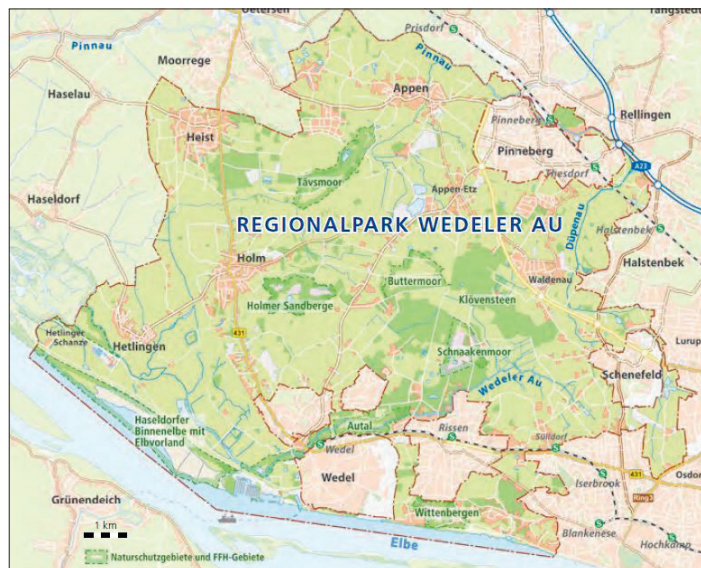 Uetersen
Tangstedt
Pinnau
Prisdorf
Moorrege
Pinnau
Haselau
Appen
Rellingen
Pinneberg
Heist
Pinneberg
A23
Thesdorf
Tävsmoor
Haseldorf
Appen-Etz
REGIONALPARK WEDELER AU
Düpenau
Halstenbek
Holm
Buttermoor
Halstenbek
Waldenau
Klövensteen
Holmer Sandberge
431
Hetlinger
Schanze
Hetlingen
Schnaakenmoor
Lurup
Schenefeld
Wedeler Au
Haseldorfer
Binnenelbe mit
Elbvorland
Autal
Rissen
Wedel
Sülldorf
Wedel
Iserbrook
431
Osdorf
Ring3
Grünendeich
Wittenbergen
1 km
Blankenese
Elbe
Hochkamp
Naturschutzgebiete und FFH-Gebiete